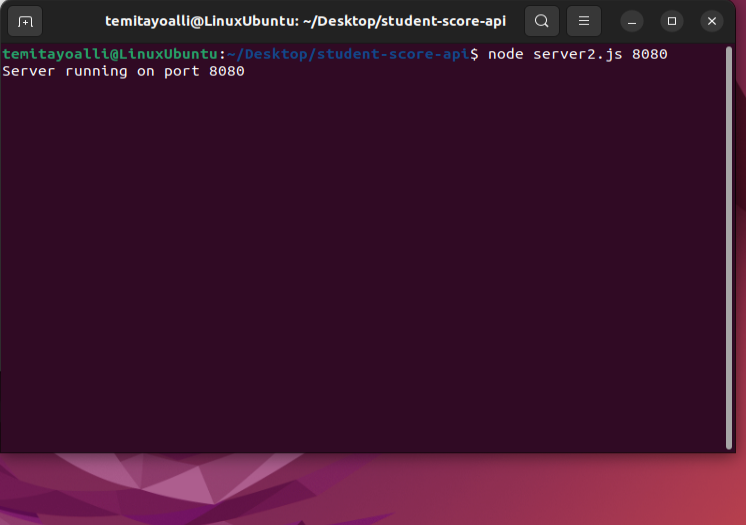 temitayoalli@LinuxUbuntu: ~/Desktop/student-score-api
temitayoalli@LinuxUbuntu:~/Desktop/student-score-api$ node server2.js 8080
Server running on port 8080